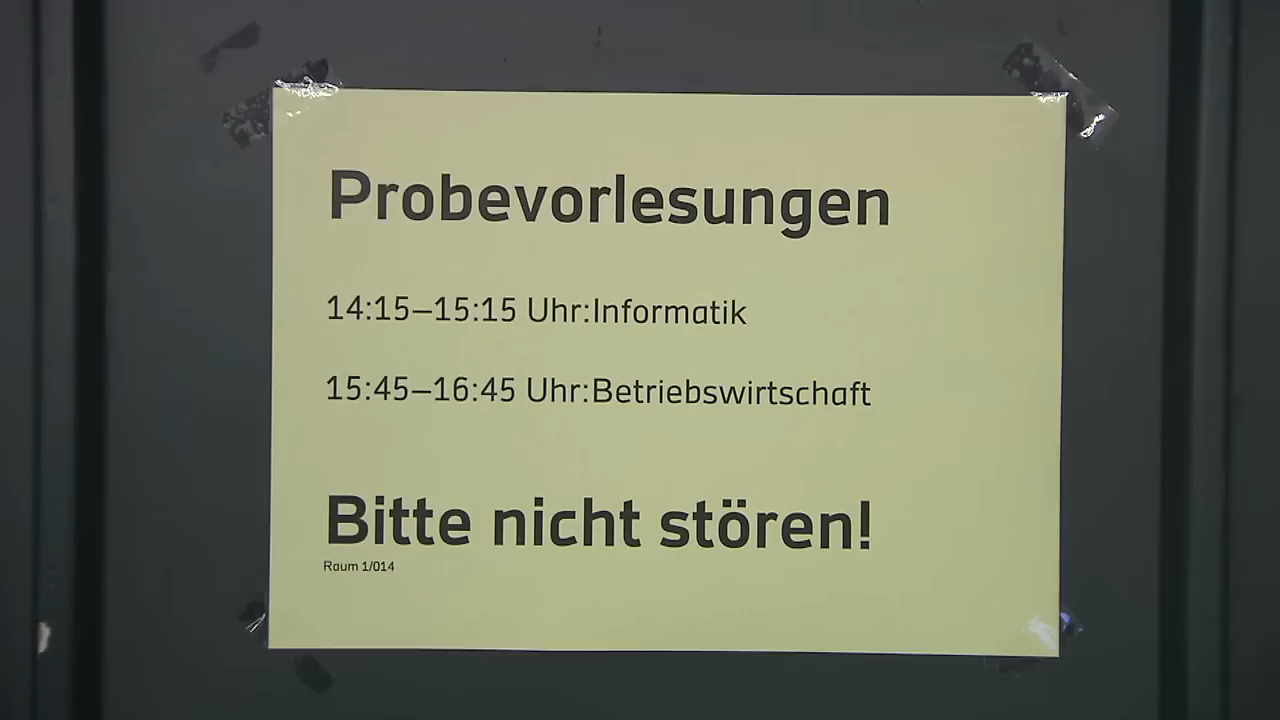 Probevorlesungen
14:15–15:15 Uhr:Informatik
15:45–16:45 Uhr:Betriebswirtschaft
Bitte nicht stören!
Raum 1/014